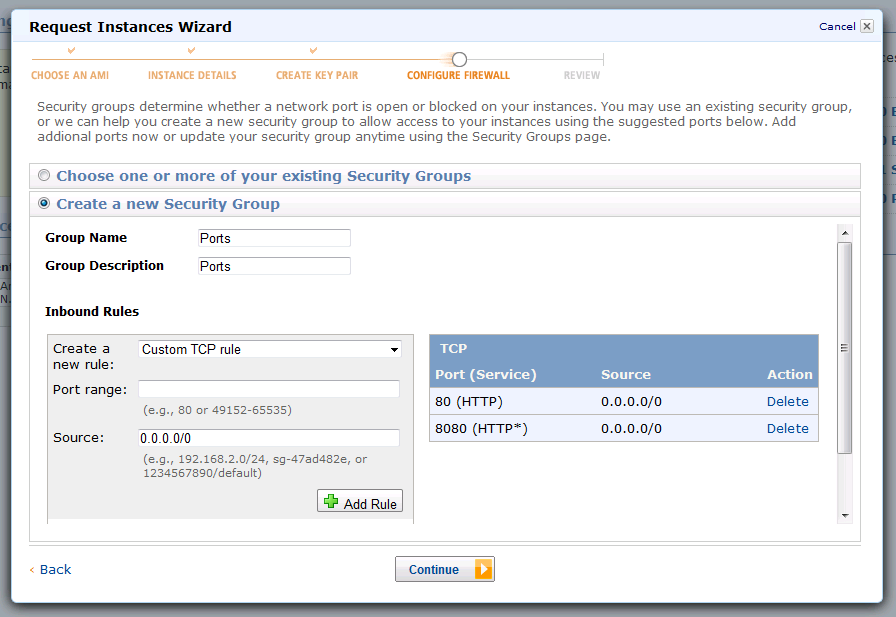 Request Instances Wizard
Cancel
CHOOSE AN AMI
INSTANCE DETAILS
CREATE KEY PAIR
CONFIGURE FIREWALL
REVIEW
Security groups determine whether a network port is open or blocked on your instances. You may use an existing security group,
or we can help you create a new security group to allow access to your instances using the suggested ports below. Add
addional ports now or update your security group anytime using the Security Groups page.
Choose one or more of your existing Security Groups
Create a new Security Group
Group Name Ports
Group Description Ports
Inbound Rules
Create a
new rule:
Custom TCP rule
Port range:
(e.g., 80 or 49152-65535)
Source: 0.0.0.0/0
(e.g., 192.168.2.0/24, sg-47ad482e, or
1234567890/default)
Add Rule
TCP
Port (Service) Source Action
80 (HTTP) 0.0.0.0/0 Delete
8080 (HTTP*) 0.0.0.0/0 Delete
‹ Back
Continue